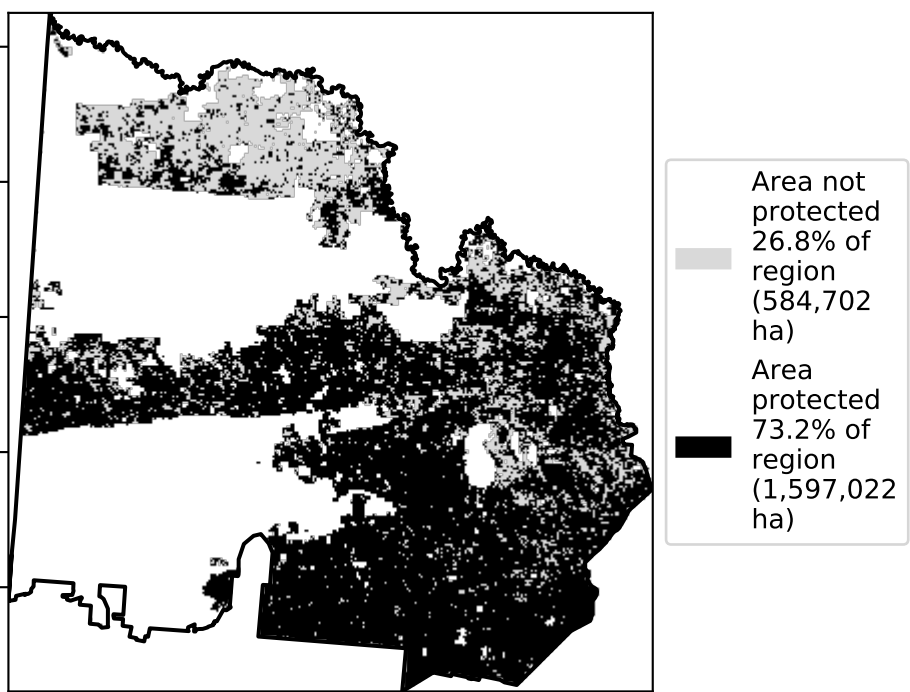 Area not
protected
26.8% of
region
(584,702
ha)
Area
protected
73.2% of
region
(1,597,022
ha)